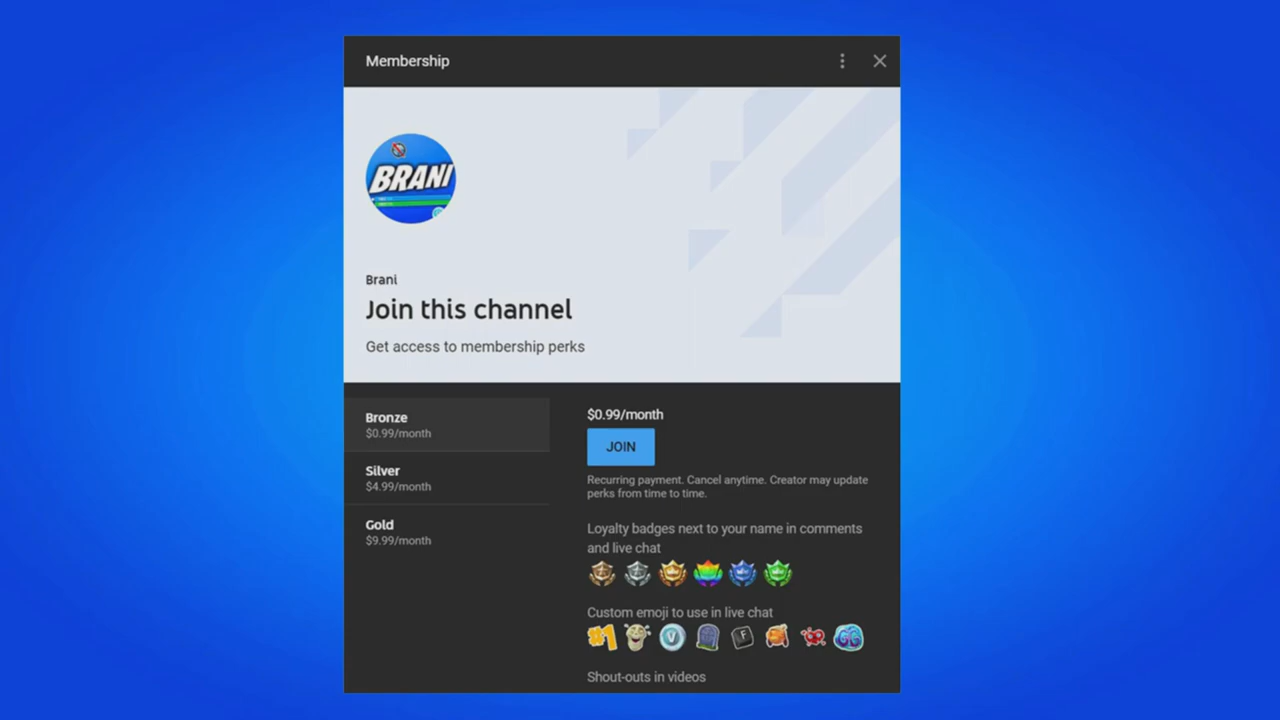 Membership
BRANI
Brani
Join this channel
Get access to membership perks
Bronze
$0.99/month
Silver
$4.99/month
Gold
$9.99/month
$0.99/month
JOIN
Recurring payment. Cancel anytime. Creator may update
perks from time to time.
Loyalty badges next to your name in comments
and live chat
Custom emoji to use in live chat
#1 V F GG
Shout-outs in videos